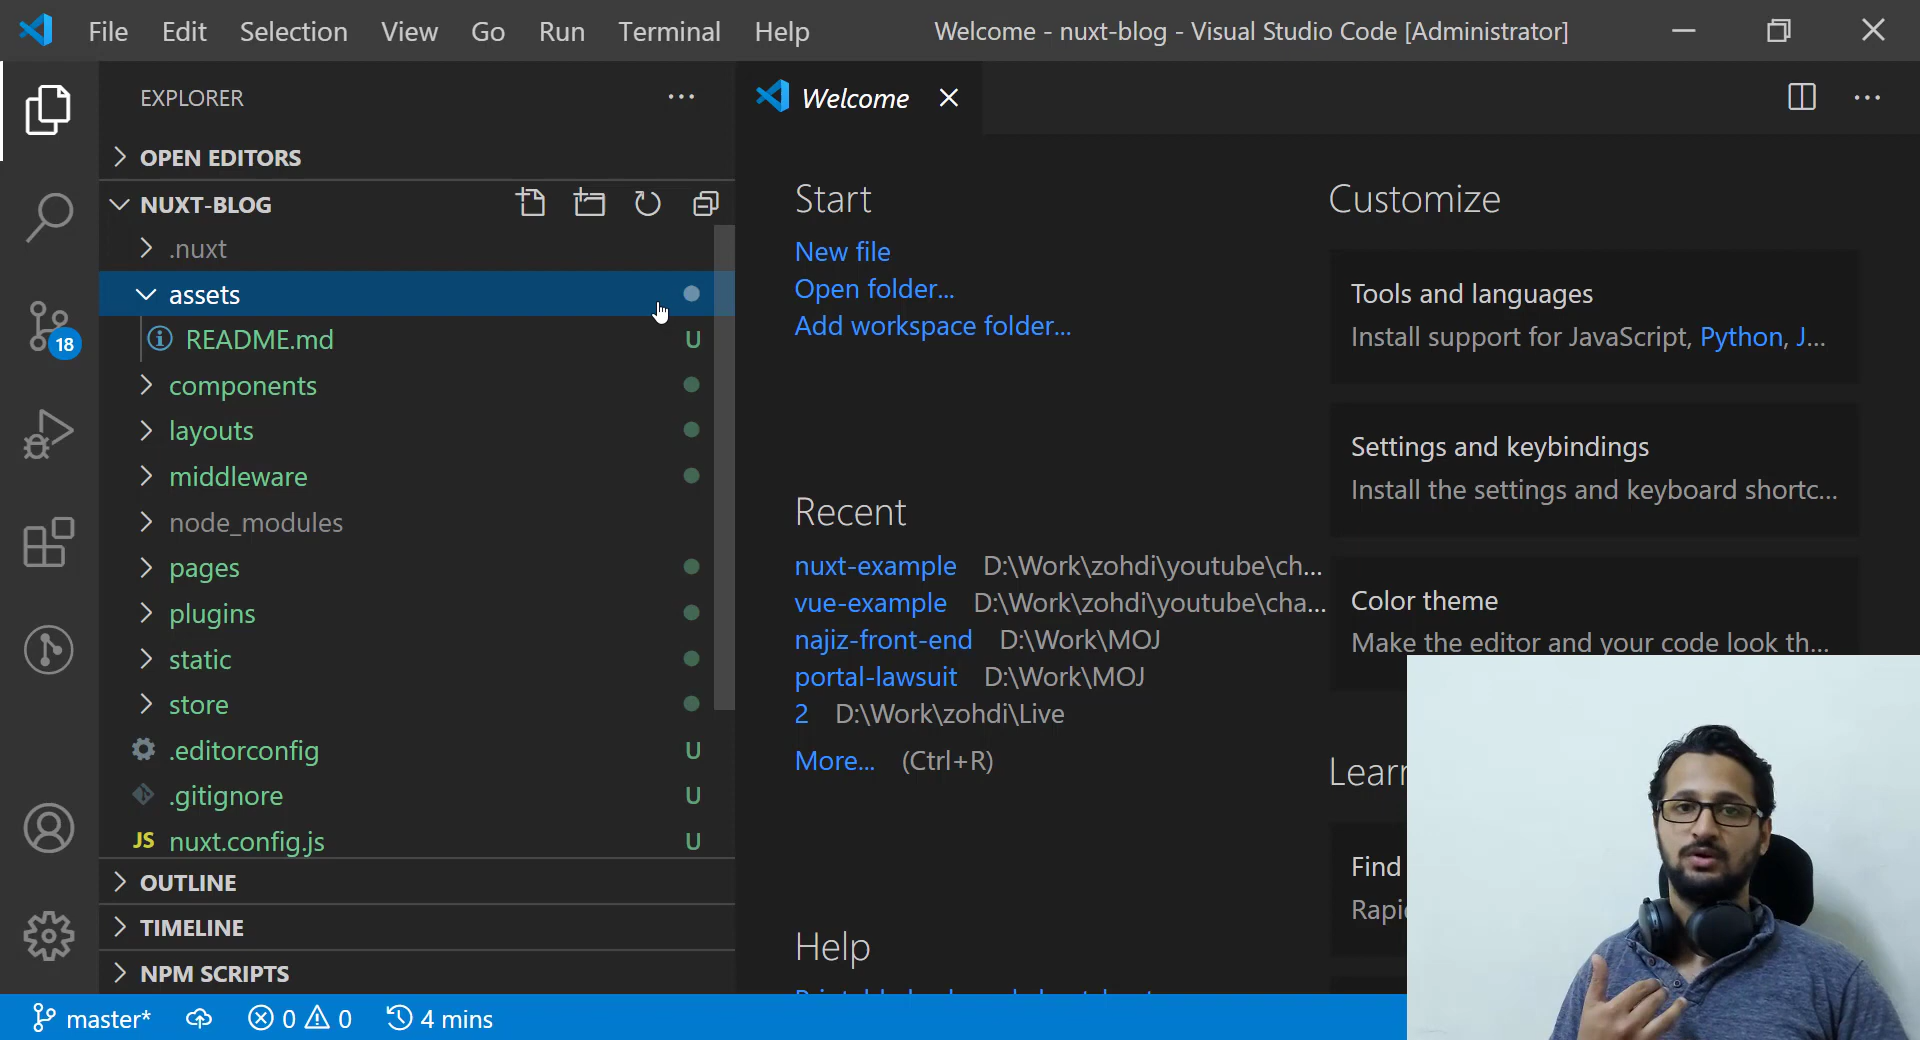 File Edit Selection View Go Run Terminal Help
Welcome - nuxt-blog - Visual Studio Code [Administrator]
EXPLORER
OPEN EDITORS
NUXT-BLOG
.nuxt
assets
README.md U
components
layouts
middleware
node_modules
pages
plugins
static
store
.editorconfig U
.gitignore U
JS nuxt.config.js U
OUTLINE
TIMELINE
NPM SCRIPTS
18
Welcome
Start
New file
Open folder...
Add workspace folder...
Recent
nuxt-example D:\Work\zohdi\youtube\ch...
vue-example D:\Work\zohdi\youtube\cha...
najiz-front-end D:\Work\MOJ
portal-lawsuit D:\Work\MOJ
2 D:\Work\zohdi\Live
More... (Ctrl+R)
Help
Customize
Tools and languages
Install support for JavaScript, Python, J...
Settings and keybindings
Install the settings and keyboard shortc...
Color theme
Make the editor and your code look th...
Learn
Find
Rapi
master* 0 0 4 mins